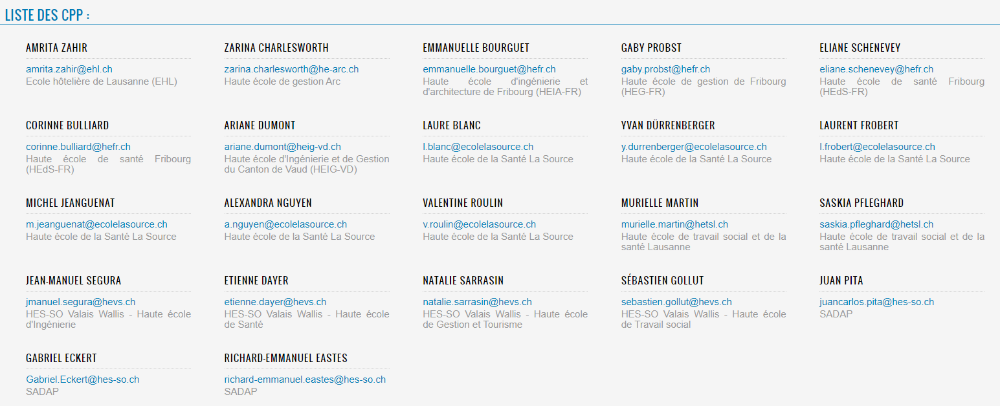 LISTE DES CPP :
AMRITA ZAHIR
amrita.zahir@ehl.ch
Ecole hôtelière de Lausanne (EHL)
ZARINA CHARLESWORTH
zarina.charlesworth@he-arc.ch
Haute école de gestion Arc
EMMANUELLE BOURGUET
emmanuelle.bourguet@hefr.ch
Haute école d'ingénierie et
d'architecture de Fribourg (HEIA-FR)
GABY PROBST
gaby.probst@hefr.ch
Haute école de gestion de Fribourg
(HEG-FR)
ELIANE SCHENEVEY
eliane.schenevey@hefr.ch
Haute école de santé Fribourg
(HEdS-FR)
CORINNE BULLIARD
corinne.bulliard@hefr.ch
Haute école de santé Fribourg
(HEdS-FR)
ARIANE DUMONT
ariane.dumont@heig-vd.ch
Haute école d'Ingénierie et de Gestion
du Canton de Vaud (HEIG-VD)
LAURE BLANC
l.blanc@ecolelasource.ch
Haute école de la Santé La Source
YVAN DÜRRENBERGER
y.durrenberger@ecolelasource.ch
Haute école de la Santé La Source
LAURENT FROBERT
l.frobert@ecolelasource.ch
Haute école de la Santé La Source
MICHEL JEANGUENAT
m.jeanguenat@ecolelasource.ch
Haute école de la Santé La Source
ALEXANDRA NGUYEN
a.nguyen@ecolelasource.ch
Haute école de la Santé La Source
VALENTINE ROULIN
v.roulin@ecolelasource.ch
Haute école de la Santé La Source
MURIELLE MARTIN
murielle.martin@hetsl.ch
Haute école de travail social et de la
santé Lausanne
SASKIA PFLEGHARD
saskia.pfleghard@hetsl.ch
Haute école de travail social et de la
santé Lausanne
JEAN-MANUEL SEGURA
jmanuel.segura@hevs.ch
HES-SO Valais Wallis - Haute école
d'Ingénierie
ETIENNE DAYER
etienne.dayer@hevs.ch
HES-SO Valais Wallis - Haute école
de Santé
NATALIE SARRASIN
natalie.sarrasin@hevs.ch
HES-SO Valais Wallis - Haute école
de Gestion et Tourisme
SÉBASTIEN GOLLUT
sebastien.gollut@hevs.ch
HES-SO Valais Wallis - Haute école
de Travail social
JUAN PITA
juancarlos.pita@hes-so.ch
SADAP
GABRIEL ECKERT
Gabriel.Eckert@hes-so.ch
SADAP
RICHARD-EMMANUEL EASTES
richard-emmanuel.eastes@hes-so.ch
SADAP